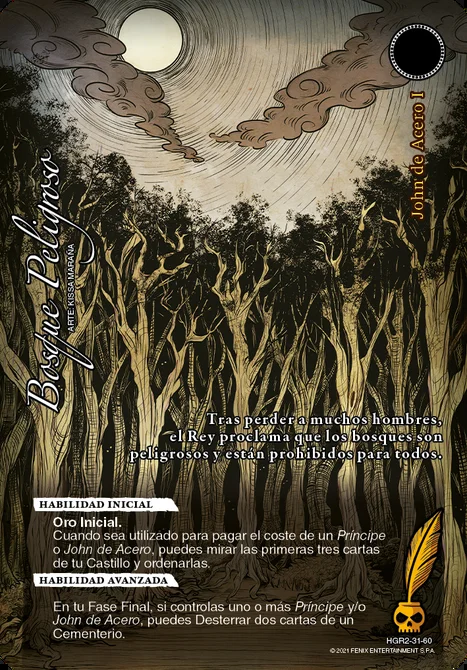 John de Acero I
Bosque Peligroso
ARTE: KISSA MARAÑA
Tras perder a muchos hombres,
el Rey proclama que los bosques son
peligrosos y están prohibidos para todos.
HABILIDAD INICIAL
Oro Inicial.
Cuando sea utilizado para pagar el coste de un Príncipe
o John de Acero, puedes mirar las primeras tres cartas
de tu Castillo y ordenarlas.
HABILIDAD AVANZADA
En tu Fase Final, si controlas uno o más Príncipe y/o
John de Acero, puedes Desterrar dos cartas de un
Cementerio.
HGR2-31-60
© 2021 FENIX ENTERTAINMENT S.P.A.